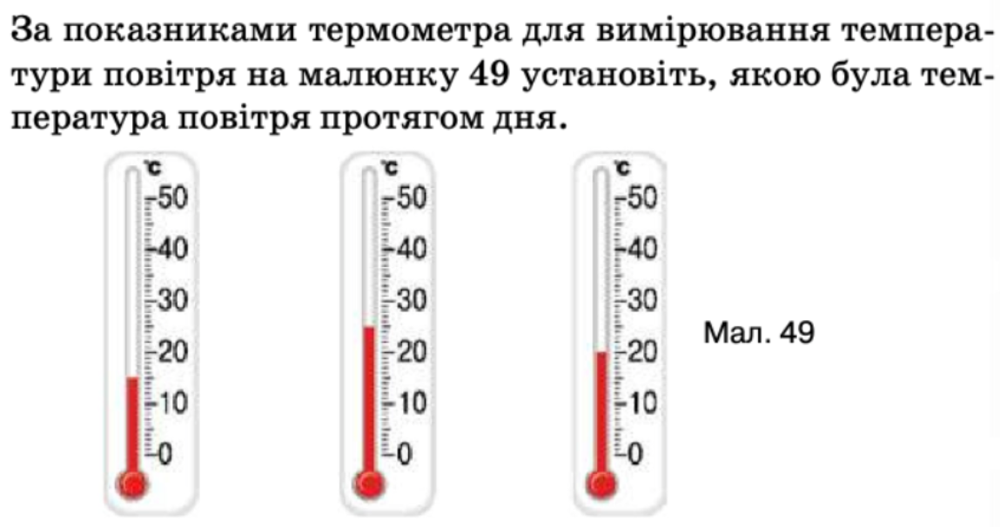 За показниками термометра для вимірювання темпера-
тури повітря на малюнку 49 установіть, якою була тем-
пература повітря протягом дня.
°C °C °C
50 50 50
40 40 40
30 30 30
Мал. 49
20 20 20
10 10 10
0 0 0